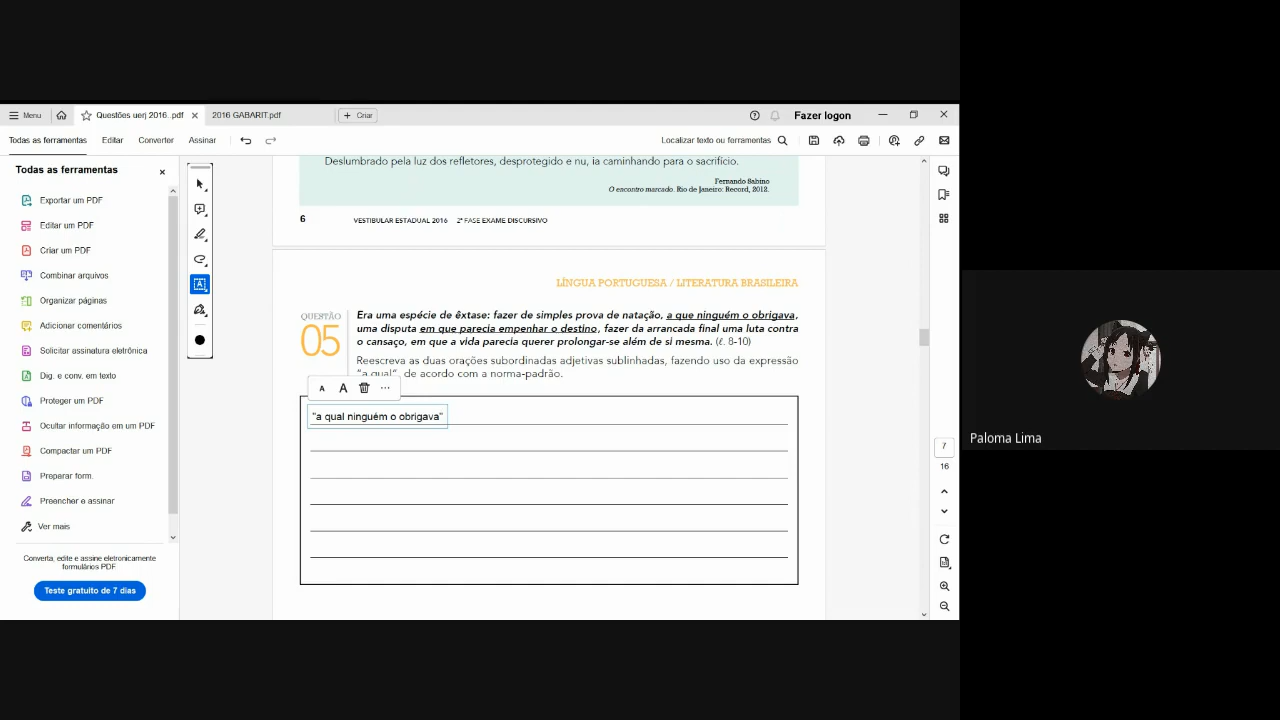 Menu
Questões uerj 2016..pdf
2016 GABARIT.pdf
Criar
Fazer logon
Todas as ferramentas
Editar
Converter
Assinar
Localizar texto ou ferramentas
Todas as ferramentas
Exportar um PDF
Editar um PDF
Criar um PDF
Combinar arquivos
Organizar páginas
Adicionar comentários
Solicitar assinatura eletrônica
Dig. e conv. em texto
Proteger um PDF
Ocultar informação em um PDF
Compactar um PDF
Preparar form.
Preencher e assinar
Ver mais
Converta, edite e assine eletronicamente
formulários PDF
Teste gratuito de 7 dias
Deslumbrado pela luz dos refletores, desprotegido e nu, ia caminhando para o sacrifício.
Fernando Sabino
O encontro marcado. Rio de Janeiro: Record, 2012.
6 VESTIBULAR ESTADUAL 2016 2ª FASE EXAME DISCURSIVO
LÍNGUA PORTUGUESA / LITERATURA BRASILEIRA
QUESTÃO
05
Era uma espécie de êxtase: fazer de simples prova de natação, a que ninguém o obrigava,
uma disputa em que parecia empenhar o destino, fazer da arrancada final uma luta contra
o cansaço, em que a vida parecia querer prolongar-se além de si mesma. (ℓ. 8-10)
Reescreva as duas orações subordinadas adjetivas sublinhadas, fazendo uso da expressão
"a qual", de acordo com a norma-padrão.
A A
"a qual ninguém o obrigava"
7
16
Paloma Lima